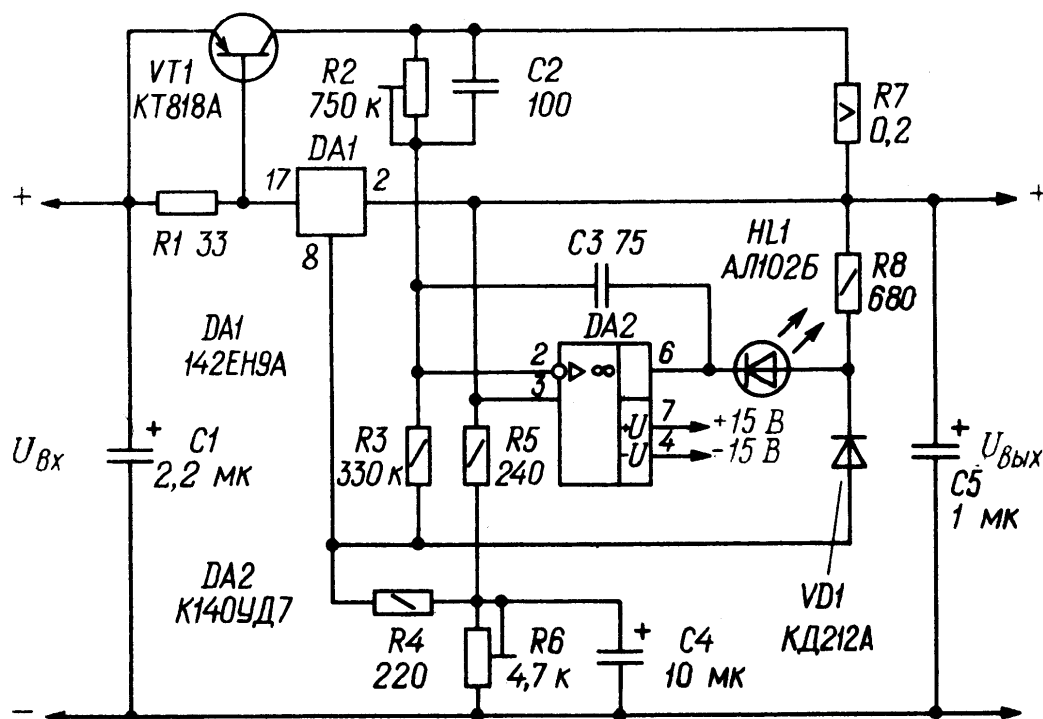 VT1
КТ818А
R2
750 к
C2
100
R7
0,2
DA1
17
2
+
+
R1 33
8
C3 75
HL1
АЛ102Б
R8
680
DA1
142ЕН9А
DA2
2
∞
6
3
+U
7
+15 В
-U
4
-15 В
Uвх
+
C1
2,2 мк
R3
330 к
R5
240
+
Uвых
C5
1 мк
DA2
К140УД7
VD1
КД212А
R4
220
R6
4,7 к
+
C4
10 мк
-
-